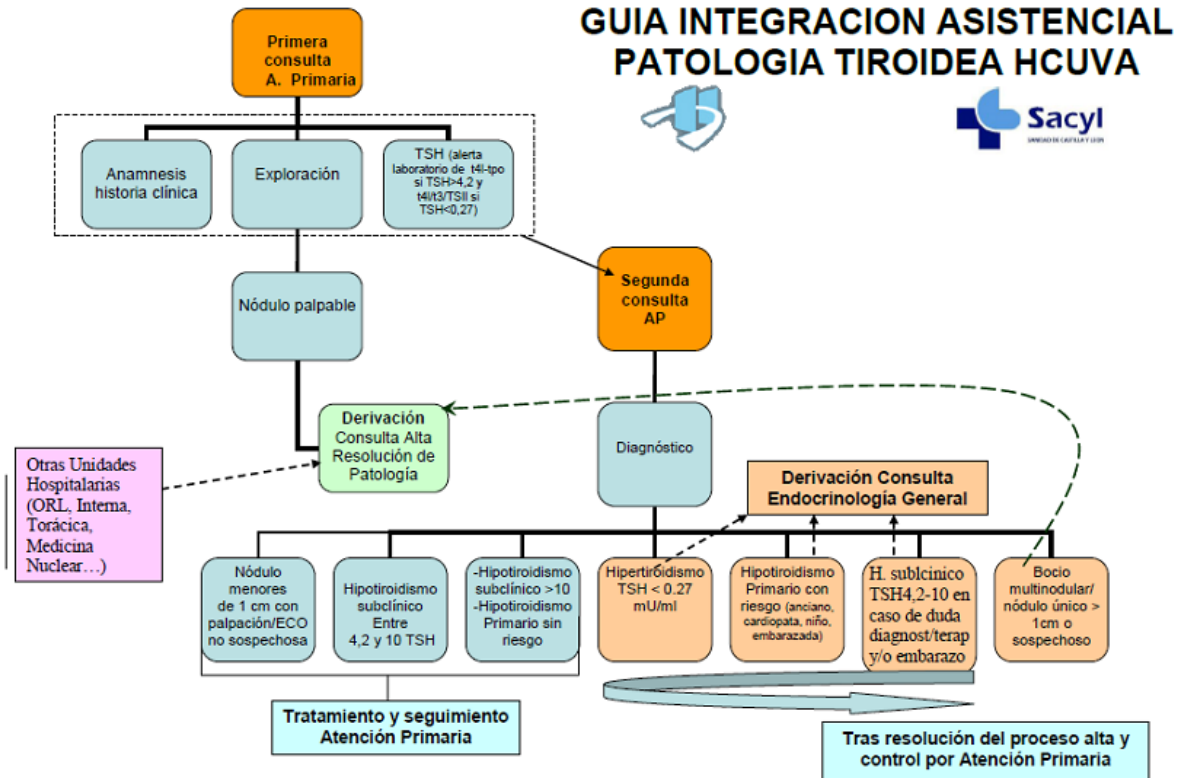 GUIA INTEGRACION ASISTENCIAL
PATOLOGIA TIROIDEA HCUVA
Sacyl
SANIDAD DE CASTILLA Y LEON
Primera
consulta
A. Primaria
Anamnesis
historia clínica
Exploración
TSH (alerta
laboratorio de t4l-tpo
si TSH>4,2 y
t4l/t3/TSII si
TSH<0,27)
Nódulo palpable
Segunda
consulta
AP
Derivación
Consulta Alta
Resolución de
Patología
Diagnóstico
Otras Unidades
Hospitalarias
(ORL, Interna,
Torácica,
Medicina
Nuclear…)
Derivación Consulta
Endocrinología General
Nódulo
menores
de 1 cm con
palpación/ECO
no sospechosa
Hipotiroidismo
subclínico
Entre
4,2 y 10 TSH
-Hipotiroidismo
subclínico >10
-Hipotiroidismo
Primario sin
riesgo
Hipertiroidismo
TSH < 0.27
mU/ml
Hipotiroidismo
Primario con
riesgo (anciano,
cardiopata, niño,
embarazada)
H. sublcinico
TSH4,2-10 en
caso de duda
diagnost/terap
y/o embarazo
Bocio
multinodular/
nódulo único >
1cm o
sospechoso
Tratamiento y seguimiento
Atención Primaria
Tras resolución del proceso alta y
control por Atención Primaria